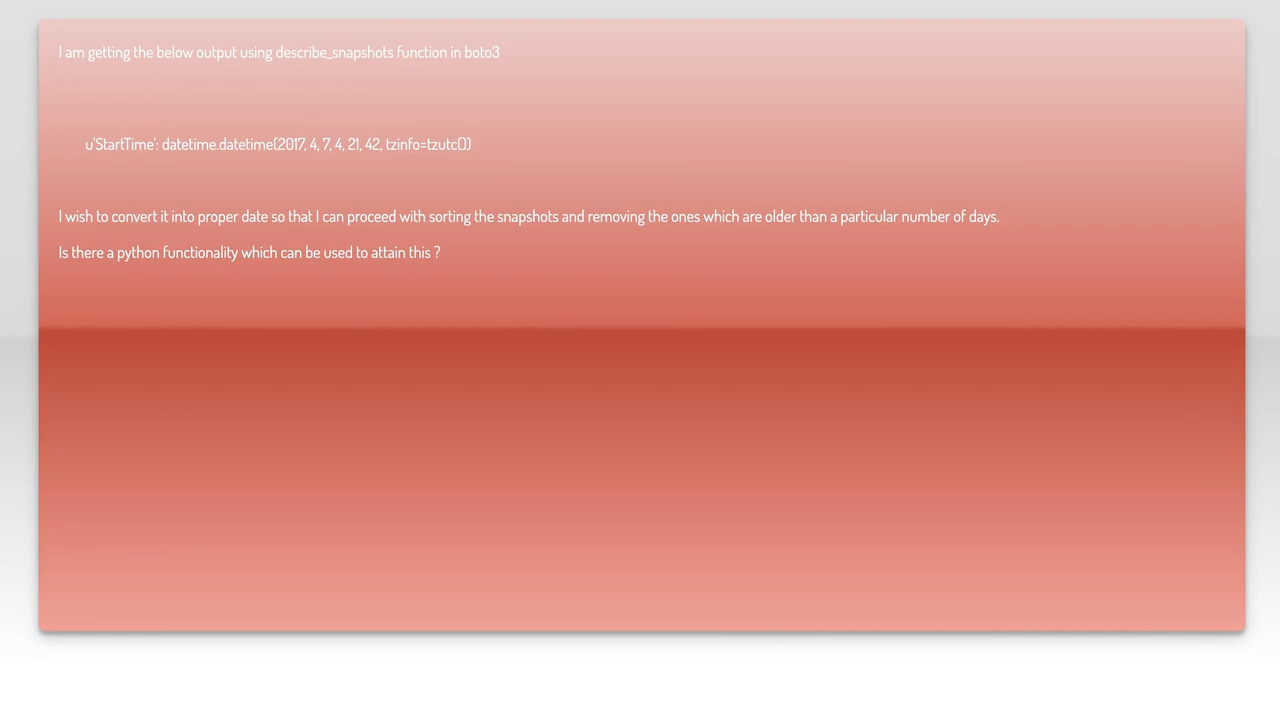 I am getting the below output using describe_snapshots function in boto3
u'StartTime': datetime.datetime(2017, 4, 7, 4, 21, 42, tzinfo=tzutc())
I wish to convert it into proper date so that I can proceed with sorting the snapshots and removing the ones which are older than a particular number of days.
Is there a python functionality which can be used to attain this ?